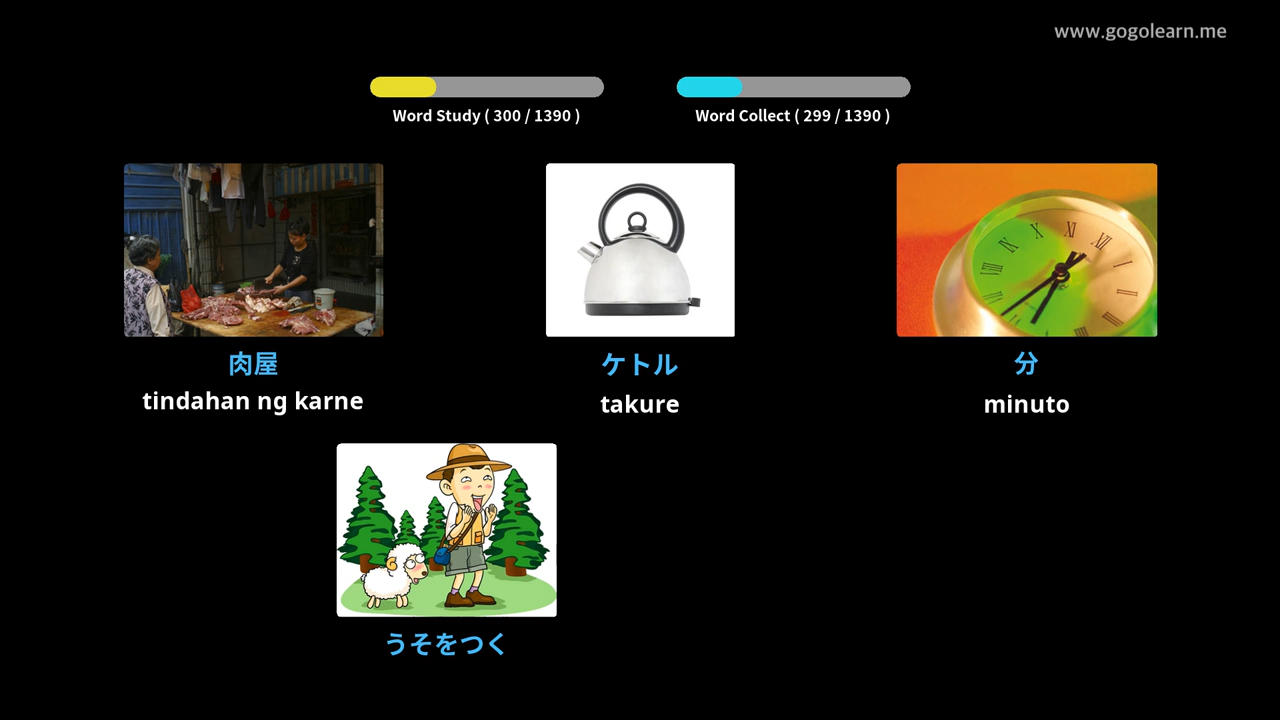 www.gogolearn.me
Word Study ( 300 / 1390 )
Word Collect ( 299 / 1390 )
肉屋
ケトル
分
tindahan ng karne
takure
minuto
うそをつく